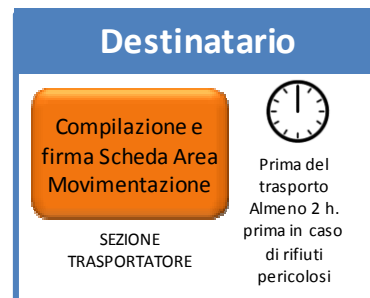 Destinatario
Compilazione e
firma Scheda Area
Movimentazione
SEZIONE
TRASPORTATORE
Prima del
trasporto
Almeno 2 h.
prima in caso
di rifiuti
pericolosi